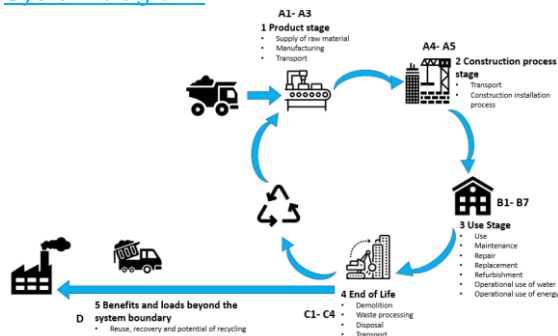 A1- A3
1 Product stage
• Supply of raw material
• Manufacturing
• Transport
A4- A5
2 Construction process
stage
• Transport
• Construction installation
process
B1- B7
3 Use Stage
• Use
• Maintenance
• Repair
• Replacement
• Refurbishment
• Operational use of water
• Operational use of energy
4 End of Life
C1- C4
• Demolition
• Waste processing
• Disposal
• Transport
5 Benefits and loads beyond the
D system boundary
• Reuse, recovery and potential of recycling